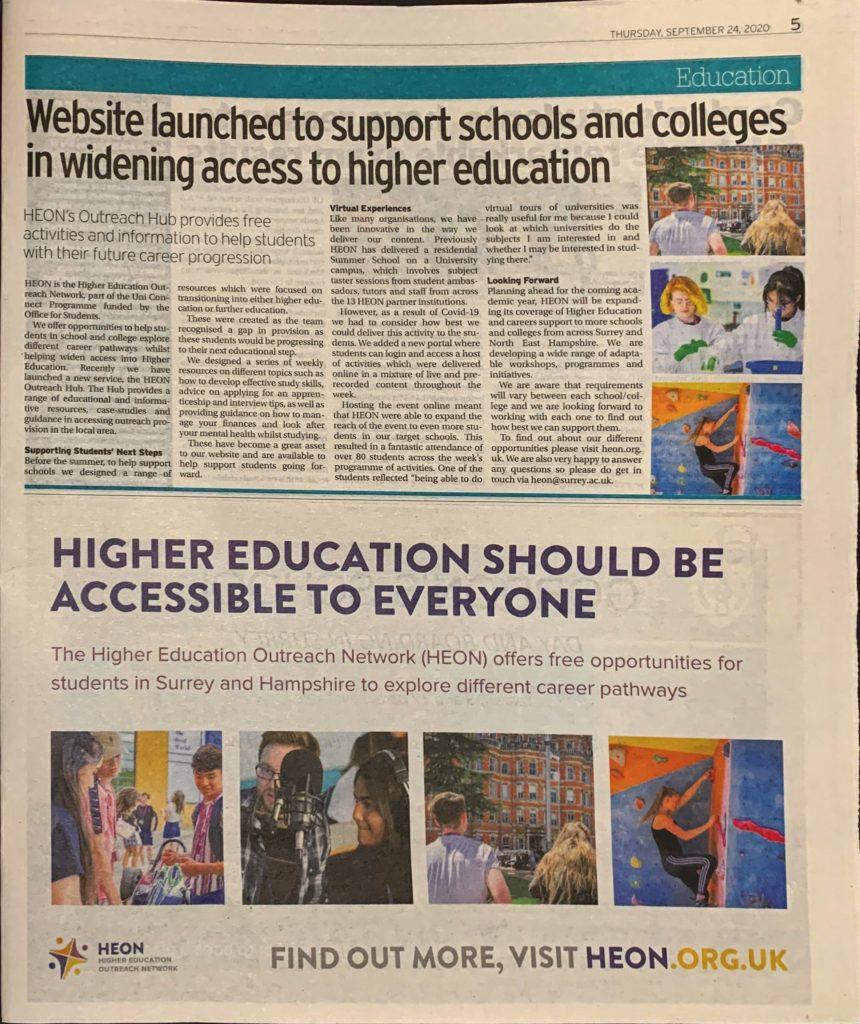 THURSDAY, SEPTEMBER 24, 2020 5
Education
Website launched to support schools and colleges
in widening access to higher education
HEON's Outreach Hub provides free
activities and information to help students
with their future career progression
HEON is the Higher Education Out-
reach Network, part of the Uni Con-
nect Programme funded by the
Office for Students.
We offer opportunities to help stu-
dents in school and college explore
different career pathways whilst
helping widen access into Higher
Education. Recently we have
launched a new service, the HEON
Outreach Hub. The Hub provides a
range of educational and informa-
tive resources, case-studies and
guidance in accessing outreach pro-
vision in the local area.
Supporting Students' Next Steps
Before the summer, to help support
schools we designed a range of
resources which were focused on
transitioning into either higher edu-
cation or further education.
These were created as the team
recognised a gap in provision as
these students would be progressing
to their next educational step.
We designed a series of weekly
resources on different topics such as
how to develop effective study skills,
advice on applying for an appren-
ticeship and interview tips, as well as
providing guidance on how to man-
age your finances and look after
your mental health whilst studying.
These have become a great asset
to our website and are available to
help support students going for-
ward.
Virtual Experiences
Like many organisations, we have
been innovative in the way we
deliver our content. Previously
HEON has delivered a residential
Summer School on a University
campus, which involves subject
taster sessions from student ambas-
sadors, tutors and staff from across
the 13 HEON partner institutions.
However, as a result of Covid-19
we had to consider how best we
could deliver this activity to the stu-
dents. We added a new portal where
students can login and access a host
of activities which were delivered
online in a mixture of live and pre-
recorded content throughout the
week.
Hosting the event online meant
that HEON were able to expand the
reach of the event to even more stu-
dents in our target schools. This
resulted in a fantastic attendance of
over 80 students across the week's
programme of activities. One of the
students reflected "being able to do
virtual tours of universities was
really useful for me because I could
look at which universities do the
subjects I am interested in and
whether I may be interested in stud-
ying there."
Looking Forward
Planning ahead for the coming aca-
demic year, HEON will be expand-
ing its coverage of Higher Education
and careers support to more schools
and colleges from across Surrey and
North East Hampshire. We are
developing a wide range of adapta-
ble workshops, programmes and
initiatives.
We are aware that requirements
will vary between each school/col-
lege and we are looking forward to
working with each one to find out
how best we can support them.
To find out about our different
opportunities please visit heon.org.
uk. We are also very happy to answer
any questions so please do get in
touch via heon@surrey.ac.uk.
HIGHER EDUCATION SHOULD BE
ACCESSIBLE TO EVERYONE
The Higher Education Outreach Network (HEON) offers free opportunities for
students in Surrey and Hampshire to explore different career pathways
HEON
HIGHER EDUCATION
OUTREACH NETWORK
FIND OUT MORE, VISIT HEON.ORG.UK